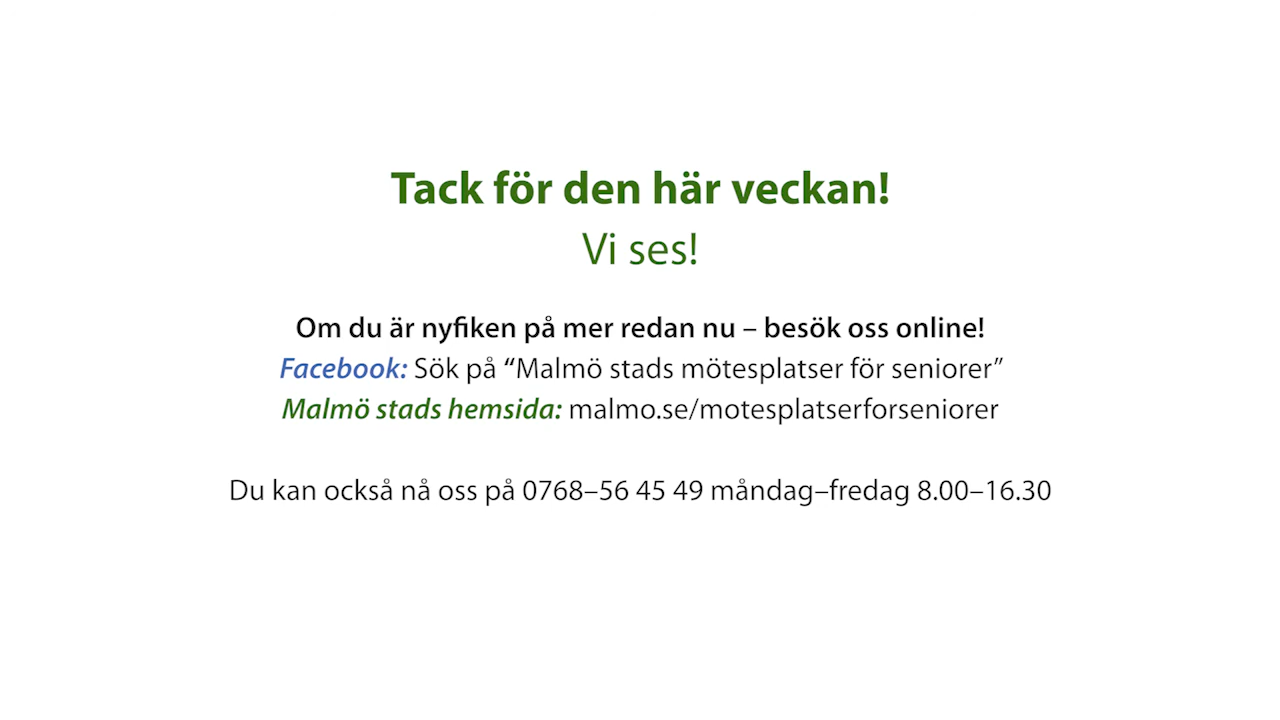 Tack för den här veckan!
Vi ses!
Om du är nyfiken på mer redan nu – besök oss online!
Facebook: Sök på “Malmö stads mötesplatser för seniorer”
Malmö stads hemsida: malmo.se/motesplatserforseniorer
Du kan också nå oss på 0768–56 45 49 måndag–fredag 8.00–16.30